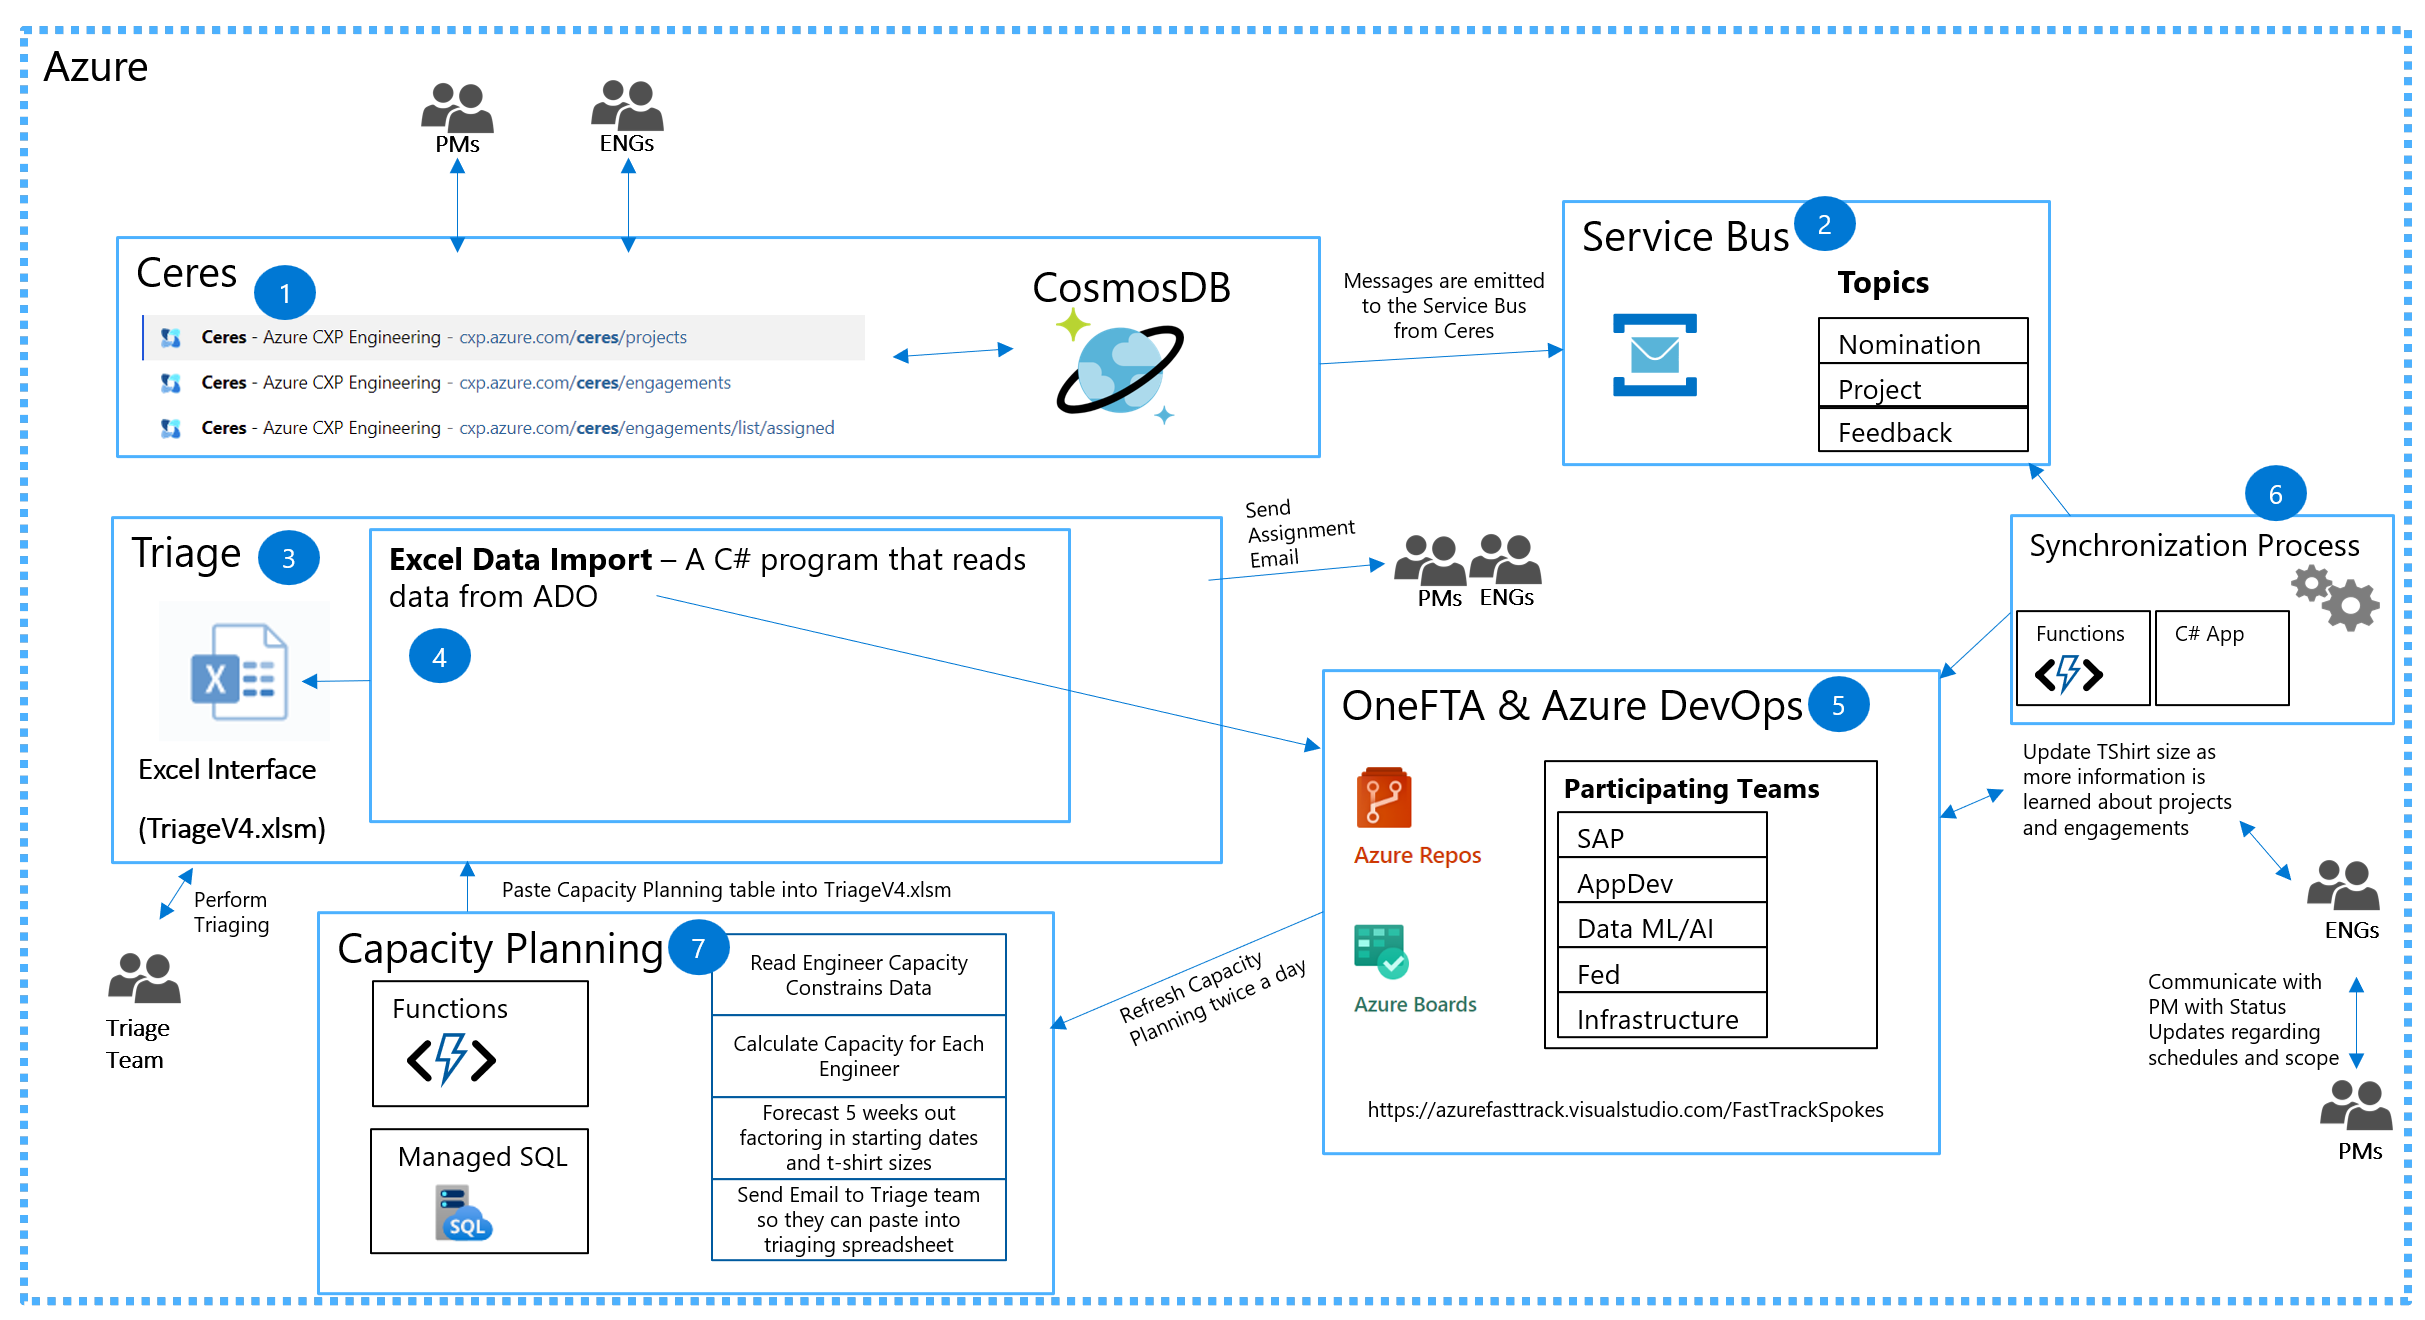 Azure
PMs
ENGs
Ceres
1
Ceres - Azure CXP Engineering - cxp.azure.com/ceres/projects
Ceres - Azure CXP Engineering - cxp.azure.com/ceres/engagements
Ceres - Azure CXP Engineering - cxp.azure.com/ceres/engagements/list/assigned
CosmosDB
Messages are emitted
to the Service Bus
from Ceres
Service Bus
2
Topics
Nomination
Project
Feedback
Triage
3
Excel Data Import – A C# program that reads
data from ADO
4
Excel Interface
(TriageV4.xlsm)
Send
Assignment
Email
PMs
ENGs
6
Synchronization Process
Functions
C# App
OneFTA & Azure DevOps
5
Azure Repos
Azure Boards
Participating Teams
SAP
AppDev
Data ML/AI
Fed
Infrastructure
https://azurefasttrack.visualstudio.com/FastTrackSpokes
Update TShirt size as
more information is
learned about projects
and engagements
ENGs
Communicate with
PM with Status
Updates regarding
schedules and scope
PMs
Perform
Triaging
Triage
Team
Paste Capacity Planning table into TriageV4.xlsm
Capacity Planning
7
Functions
Managed SQL
SQL
Read Engineer Capacity
Constrains Data
Calculate Capacity for Each
Engineer
Forecast 5 weeks out
factoring in starting dates
and t-shirt sizes
Send Email to Triage team
so they can paste into
triaging spreadsheet
Refresh Capacity
Planning twice a day